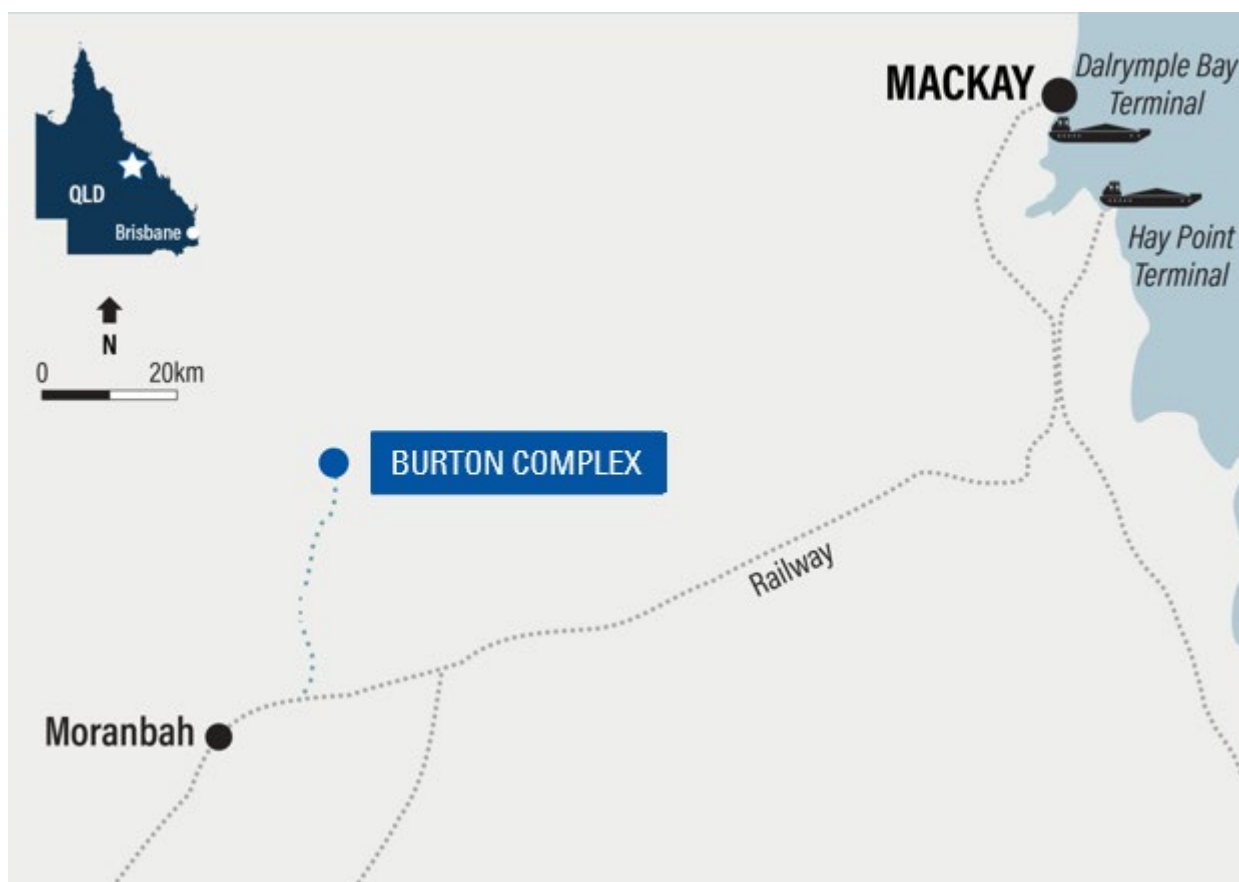 MACKAY
Dalrymple Bay
Terminal
QLD
Brisbane
Hay Point
Terminal
N
0 20km
BURTON COMPLEX
Railway
Moranbah